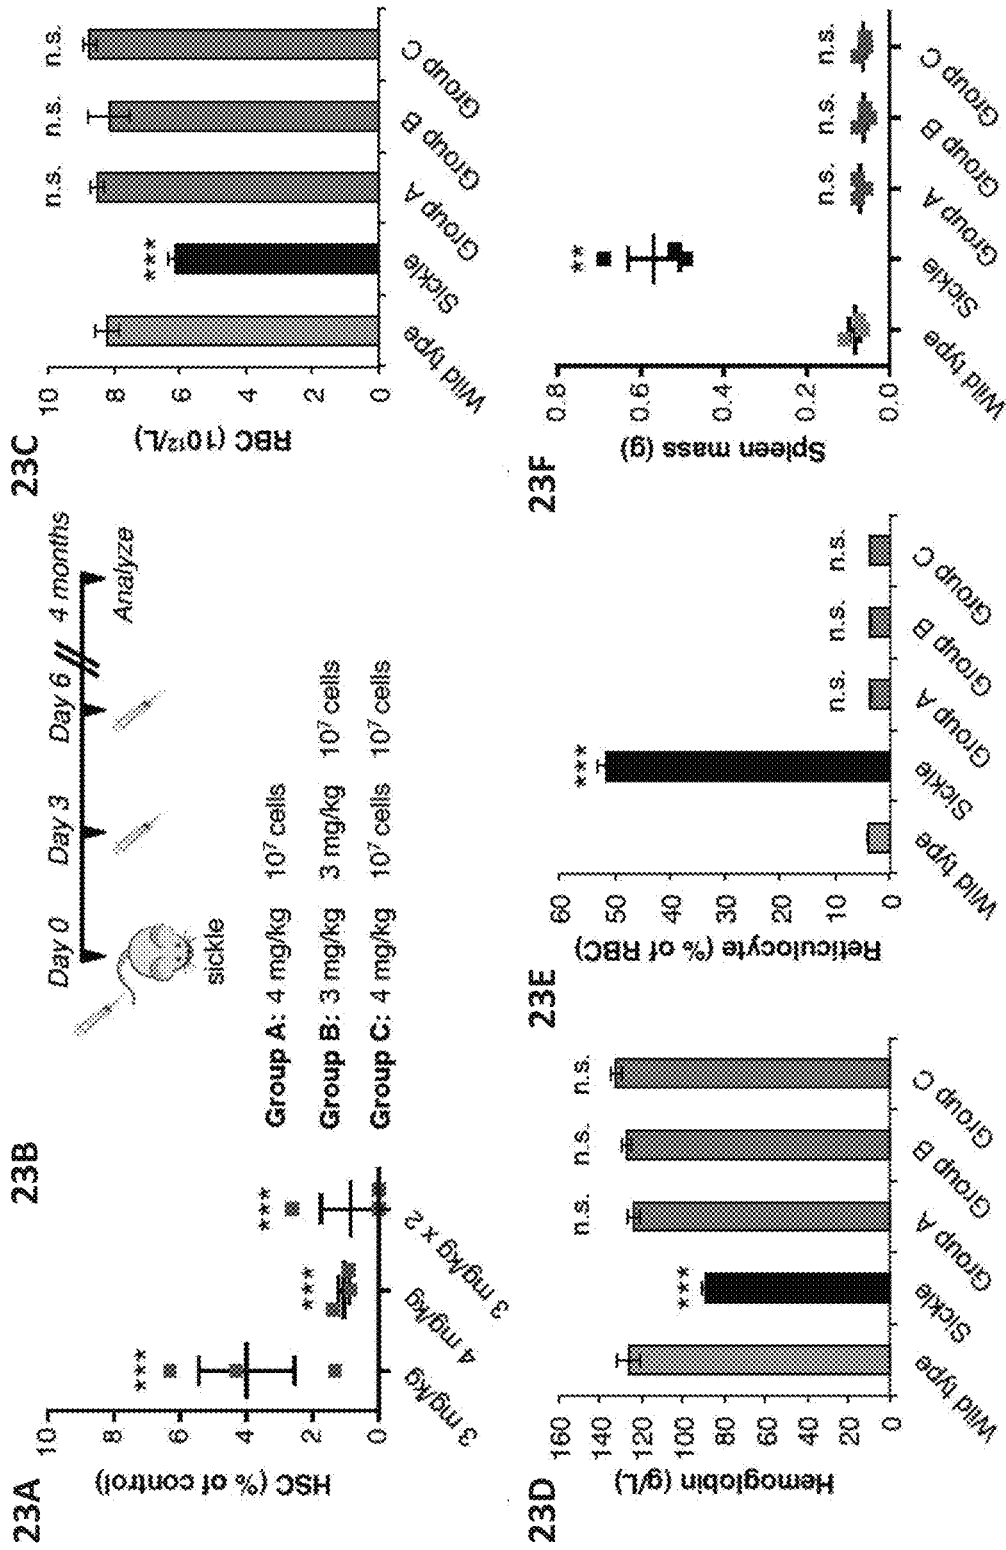 23A
HSC (% of control)
10
8
6
4
2
0
***
***
***
3 mg/kg
4 mg/kg
3 mg/kg x 2
23B
Day 0 Day 3 Day 6 4 months
sickle
Analyze
Group A: 4 mg/kg 10⁷ cells
Group B: 3 mg/kg 3 mg/kg 10⁷ cells
Group C: 4 mg/kg 10⁷ cells 10⁷ cells
23C
RBC (10¹²/L)
10
8
6
4
2
0
***
n.s.
n.s.
n.s.
Wild type
Sickle
Group A
Group B
Group C
23D
Hemoglobin (g/L)
160
140
120
100
80
60
40
20
0
***
n.s.
n.s.
n.s.
Wild type
Sickle
Group A
Group B
Group C
23E
Reticulocyte (% of RBC)
60
50
40
30
20
10
0
***
n.s.
n.s.
n.s.
Wild type
Sickle
Group A
Group B
Group C
23F
Spleen mass (g)
0.8
0.6
0.4
0.2
0.0
**
n.s.
n.s.
n.s.
Wild type
Sickle
Group A
Group B
Group C